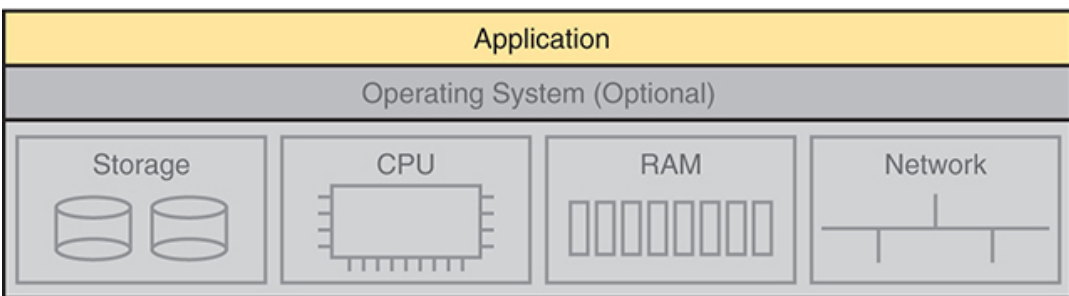 Application
Operating System (Optional)
Storage
CPU
RAM
Network